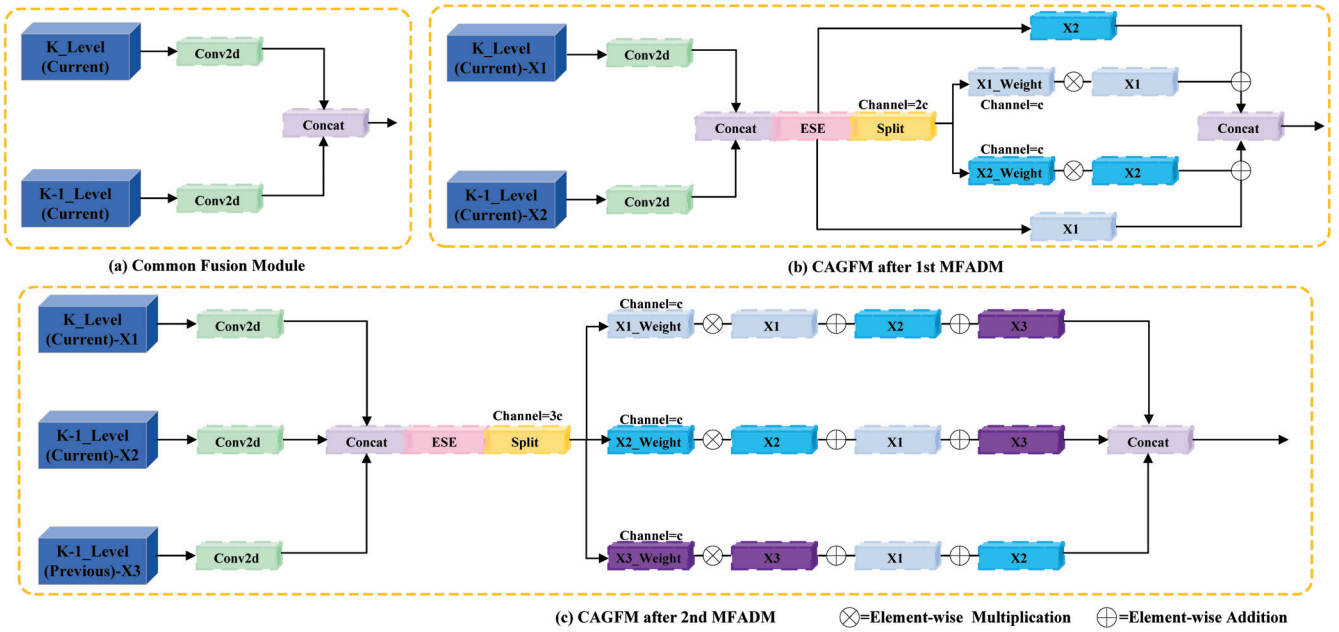 K_Level
(Current)
Conv2d
Concat
K-1_Level
(Current)
Conv2d
(a) Common Fusion Module
K_Level
(Current)-X1
Conv2d
K-1_Level
(Current)-X2
Conv2d
Concat
ESE
Channel=2c
Split
X2
X1_Weight
Channel=c
X1
Channel=c
X2_Weight
X2
X1
Concat
(b) CAGFM after 1st MFADM
K_Level
(Current)-X1
Conv2d
K-1_Level
(Current)-X2
Conv2d
K-1_Level
(Previous)-X3
Conv2d
Concat
ESE
Channel=3c
Split
Channel=c
X1_Weight
X1
X2
X3
Channel=c
X2_Weight
X2
X1
X3
Channel=c
X3_Weight
X3
X1
X2
Concat
(c) CAGFM after 2nd MFADM
⊗=Element-wise Multiplication
⊕=Element-wise Addition